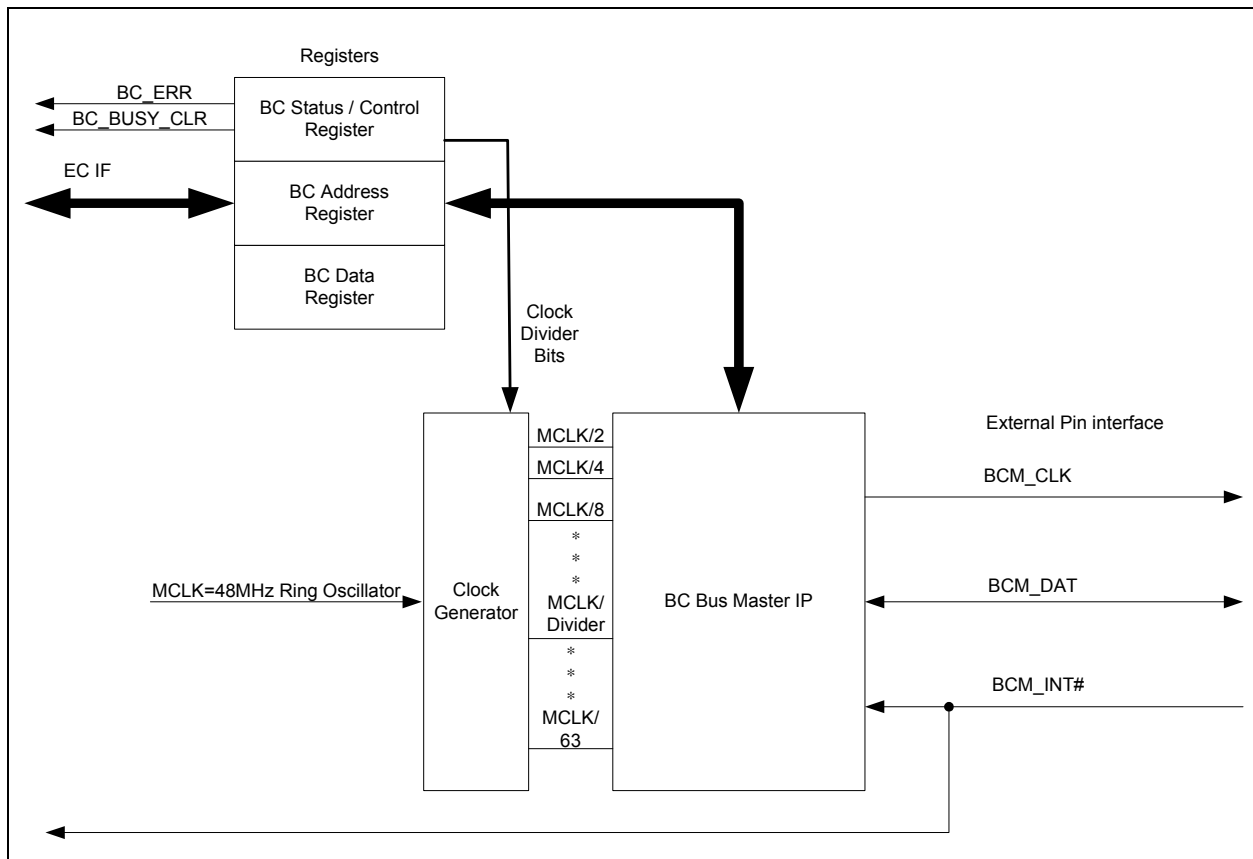 Registers
BC_ERR
BC_BUSY_CLR
BC Status / Control
Register
EC IF
BC Address
Register
BC Data
Register
Clock
Divider
Bits
External Pin interface
MCLK/2
MCLK/4
MCLK/8
*
*
*
MCLK/
Divider
*
*
*
MCLK/
63
MCLK=48MHz Ring Oscillator
Clock
Generator
BC Bus Master IP
BCM_CLK
BCM_DAT
BCM_INT#